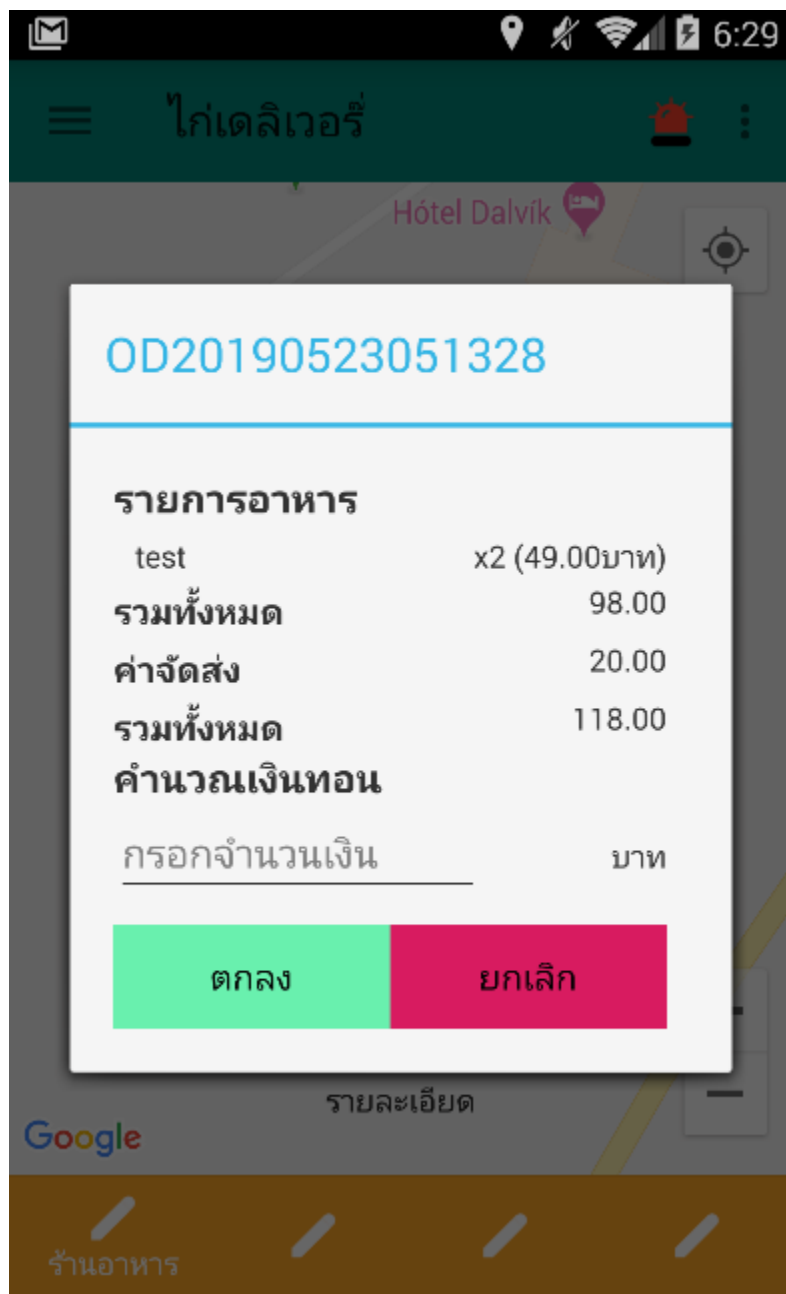 6:29
ไก่เดลิเวอรี่
Hótel Dalvík
OD20190523051328
รายการอาหาร
test x2 (49.00บาท)
รวมทั้งหมด 98.00
ค่าจัดส่ง 20.00
รวมทั้งหมด 118.00
คำนวณเงินทอน
กรอกจำนวนเงิน บาท
ตกลง ยกเลิก
รายละเอียด
Google
ร้านอาหาร